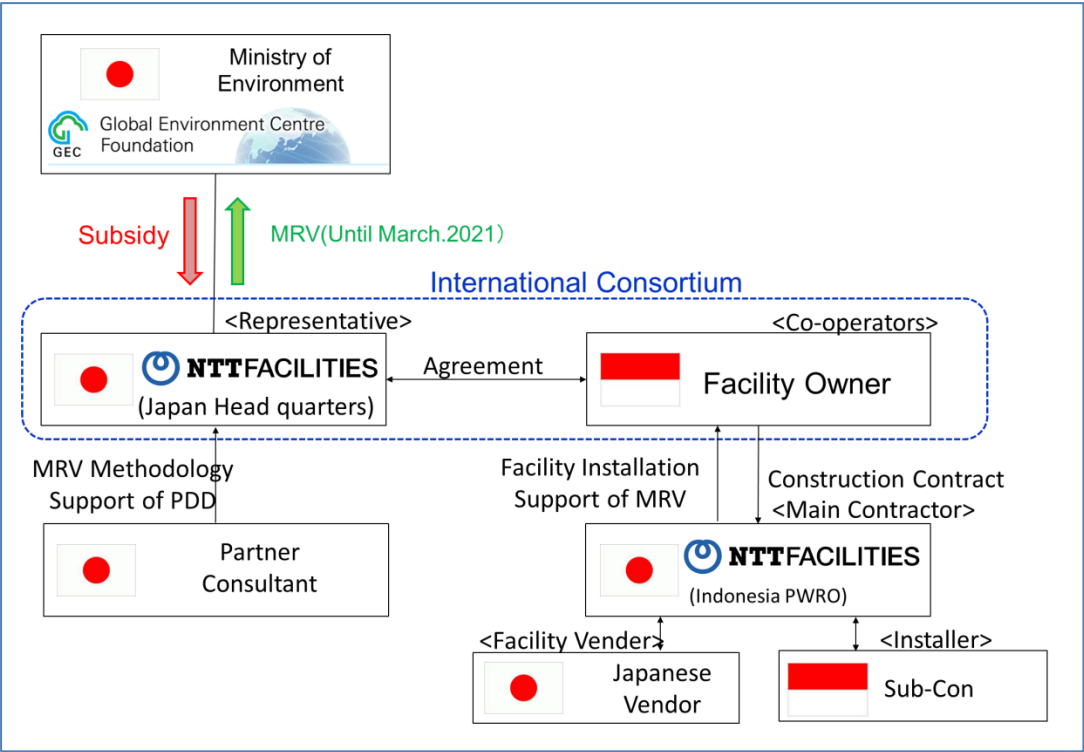 Ministry of
Environment
GEC
Global Environment Centre
Foundation
Subsidy
MRV(Until March.2021）
International Consortium
<Representative>
NTTFACILITIES
(Japan Head quarters)
Agreement
<Co-operators>
Facility Owner
MRV Methodology
Support of PDD
Facility Installation
Support of MRV
Construction Contract
<Main Contractor>
Partner
Consultant
NTTFACILITIES
(Indonesia PWRO)
<Facility Vender>
<Installer>
Japanese
Vendor
Sub-Con